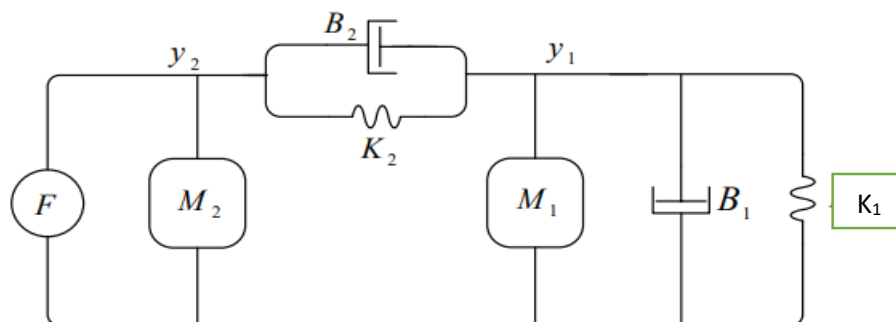 B₂
y₂
y₁
K₂
F
M₂
M₁
B₁
K₁